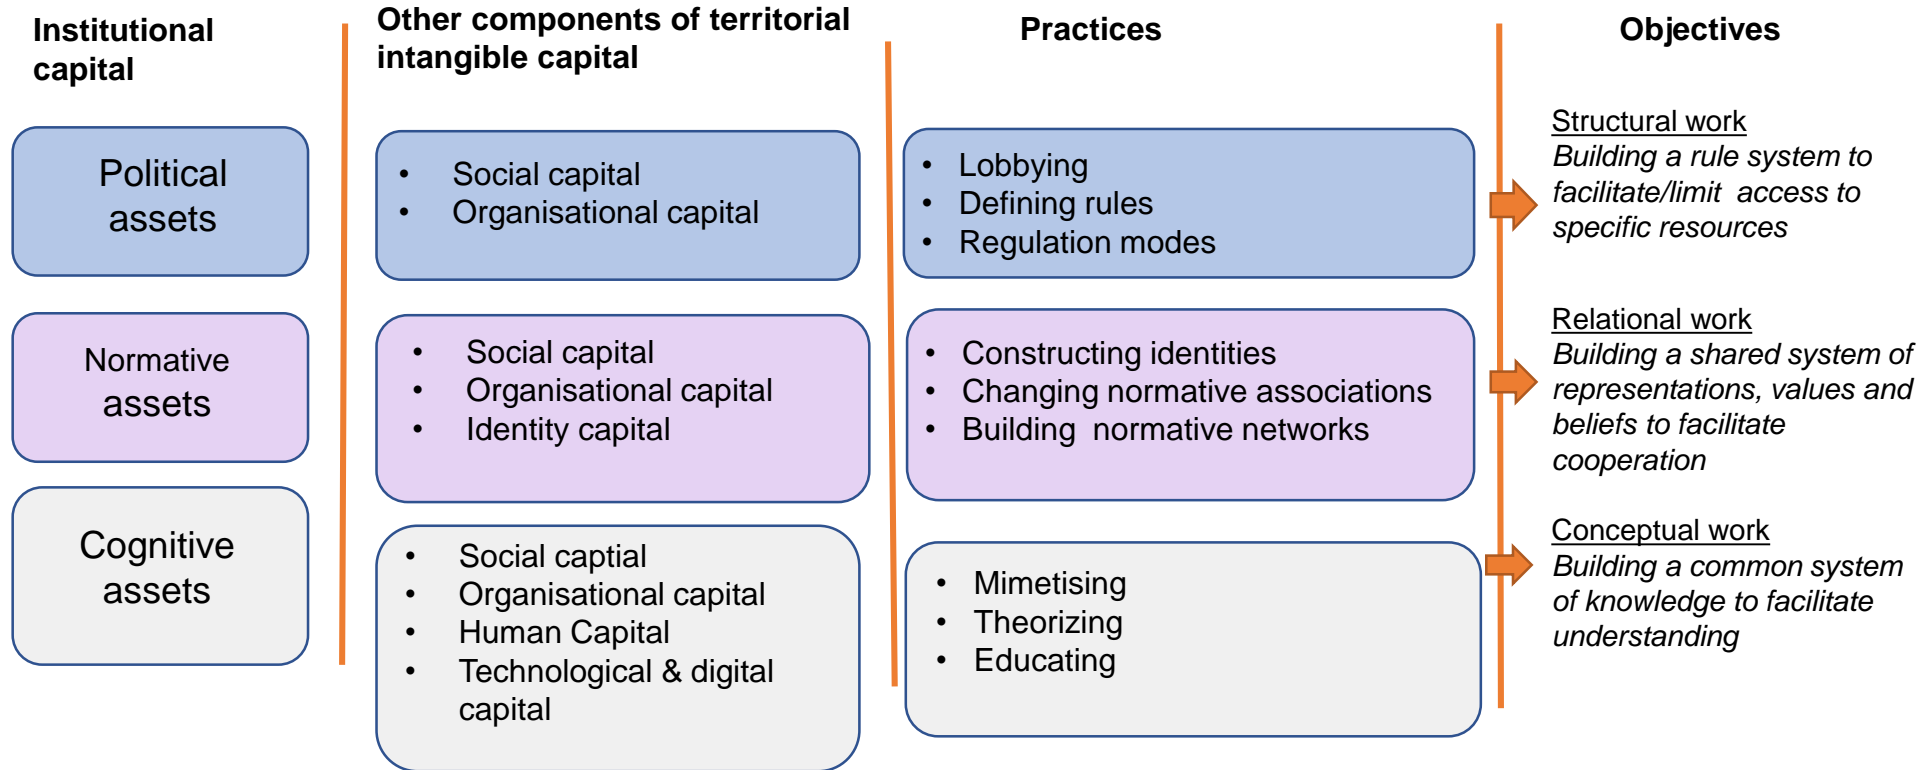 Institutional
capital
Other components of territorial
intangible capital
Practices
Objectives
Political
assets
• Social capital
• Organisational capital
• Lobbying
• Defining rules
• Regulation modes
Structural work
Building a rule system to
facilitate/limit access to
specific resources
Normative
assets
• Social capital
• Organisational capital
• Identity capital
• Constructing identities
• Changing normative associations
• Building normative networks
Relational work
Building a shared system of
representations, values and
beliefs to facilitate
cooperation
Cognitive
assets
• Social captial
• Organisational capital
• Human Capital
• Technological & digital
capital
• Mimetising
• Theorizing
• Educating
Conceptual work
Building a common system
of knowledge to facilitate
understanding